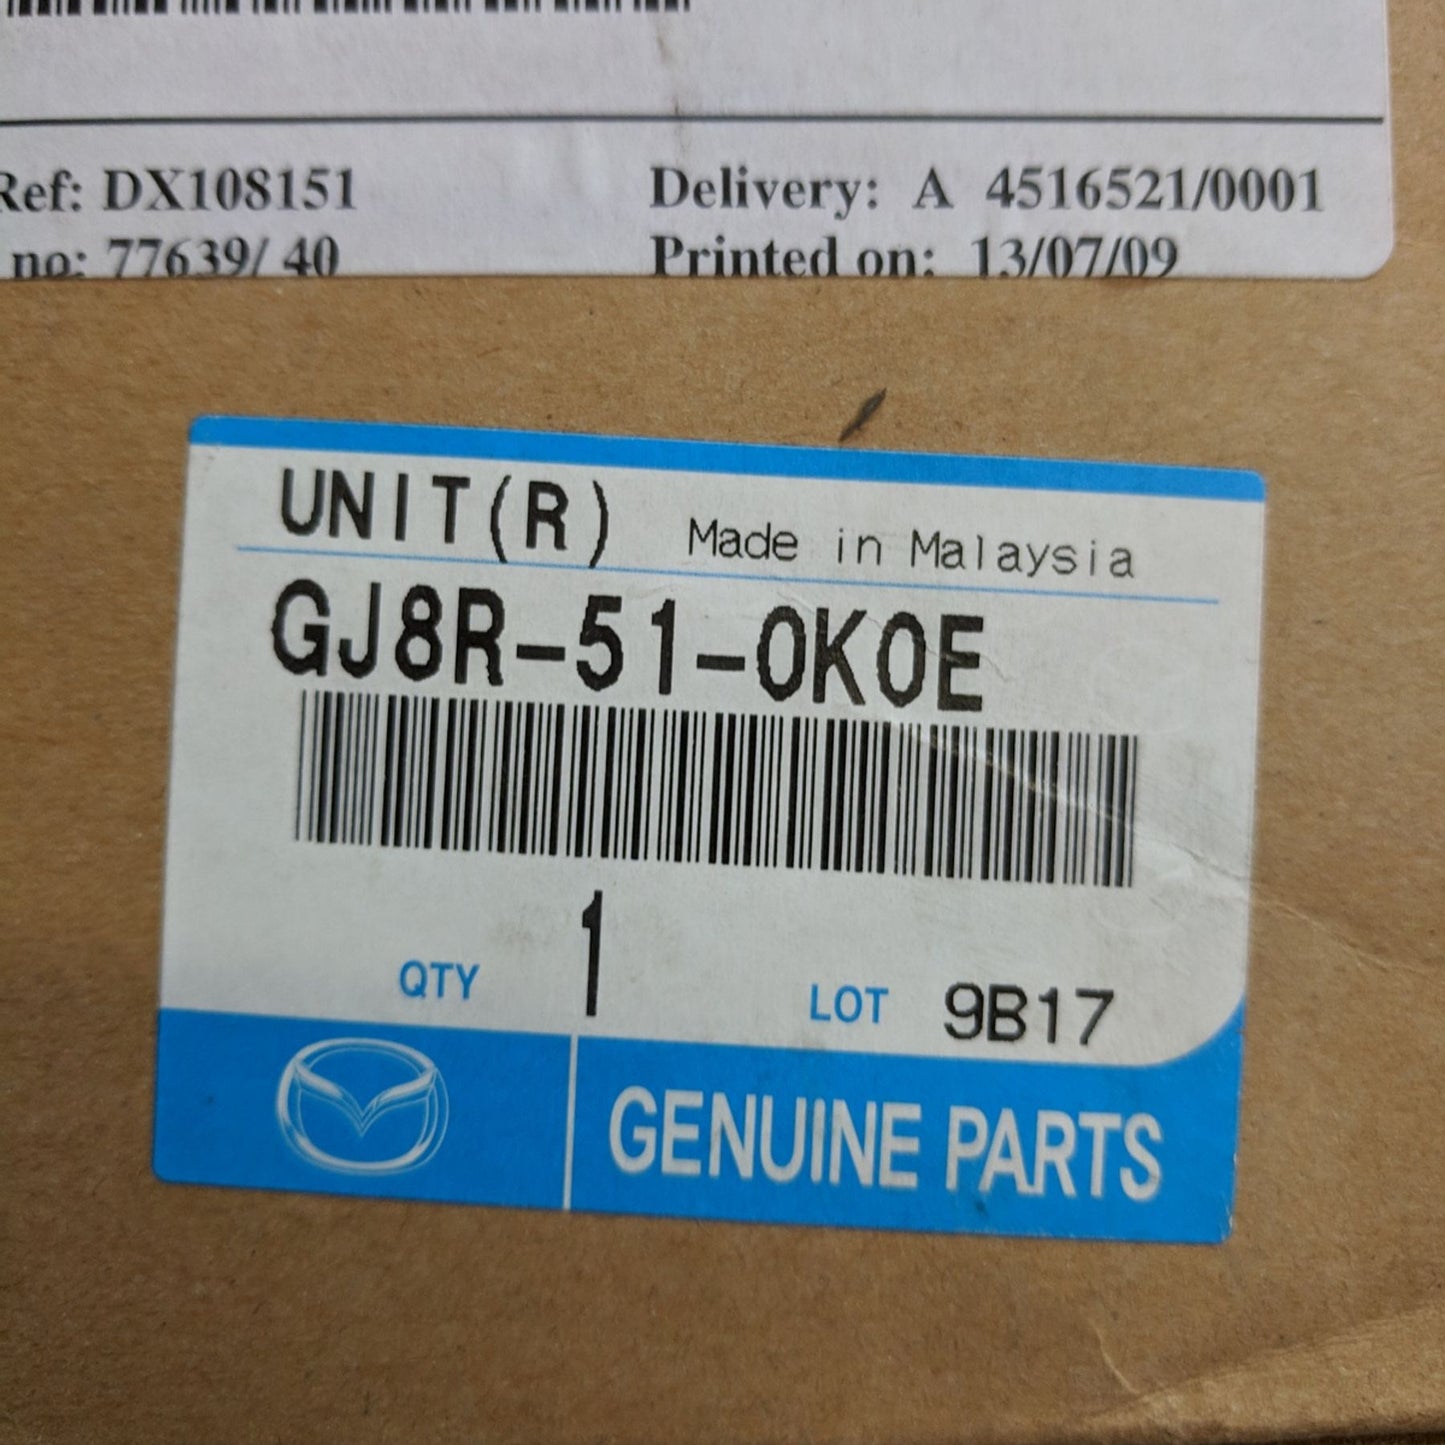 Ref: DX108151 Delivery: A 4516521/0001
no: 77639/ 40 Printed on: 13/07/09
UNIT(R) Made in Malaysia
GJ8R-51-0K0E
QTY 1 LOT 9B17
GENUINE PARTS